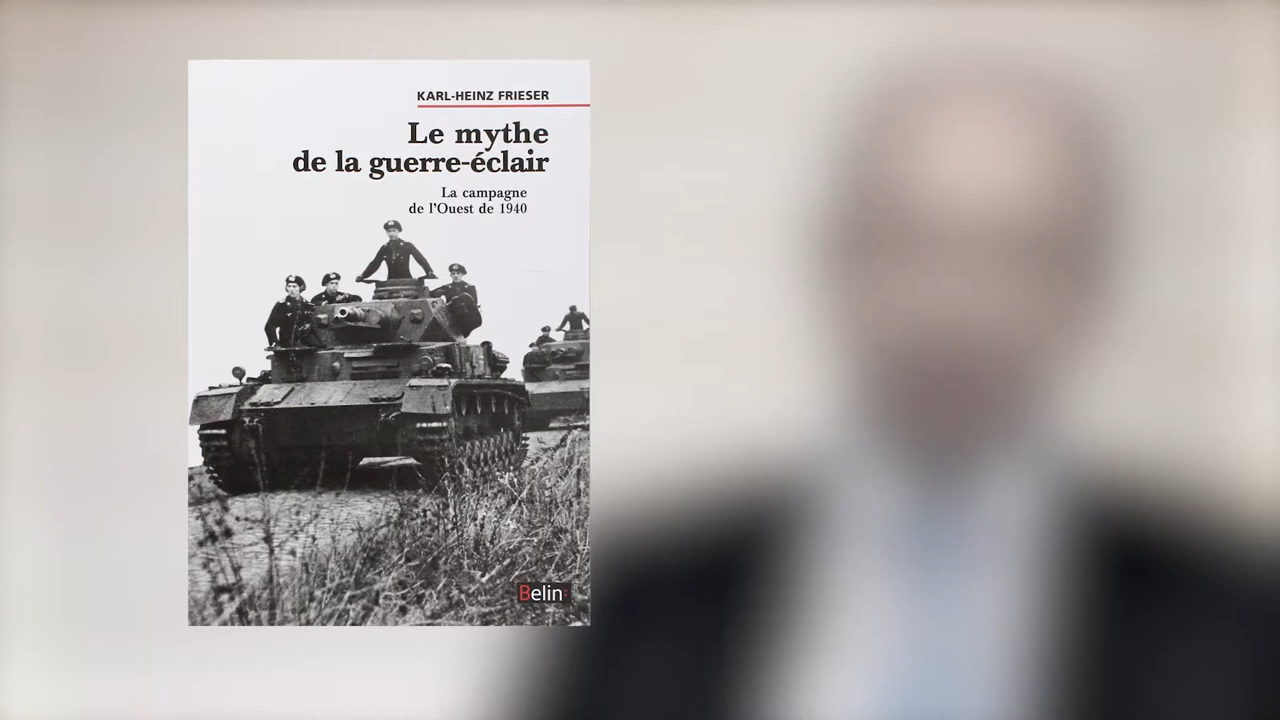 KARL-HEINZ FRIESER
Le mythe
de la guerre-éclair
La campagne
de l'Ouest de 1940
Belin: